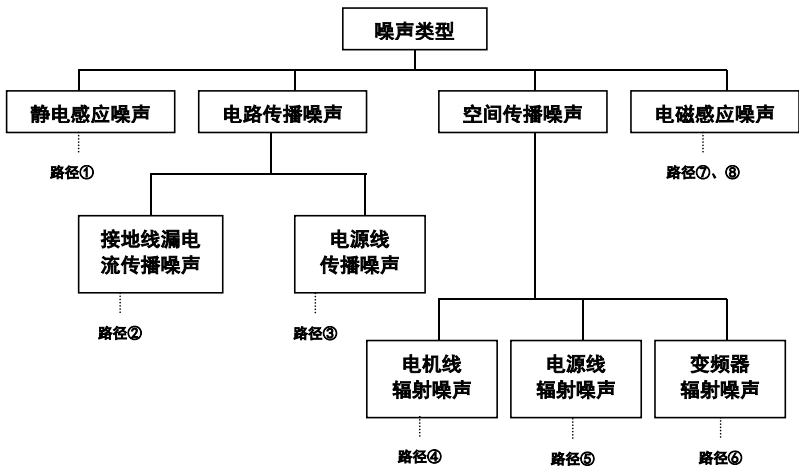 噪声类型
静电感应噪声
电路传播噪声
空间传播噪声
电磁感应噪声
路径①
路径⑦、⑧
接地线漏电
流传播噪声
电源线
传播噪声
路径②
路径③
电机线
辐射噪声
电源线
辐射噪声
变频器
辐射噪声
路径④
路径⑤
路径⑥